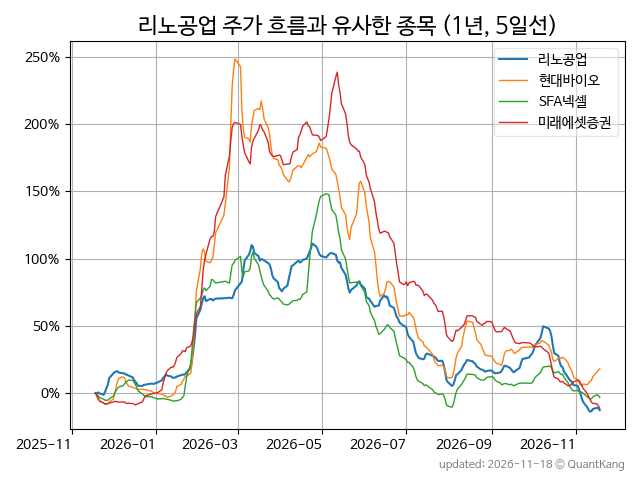 리노공업 주가 흐름과 유사한 종목 (1년, 5일선)
리노공업
현대바이오
SFA넥셀
미래에셋증권
250%
200%
150%
100%
50%
0%
2025-11 2026-01 2026-03 2026-05 2026-07 2026-09 2026-11
updated: 2026-11-18 © QuantKang